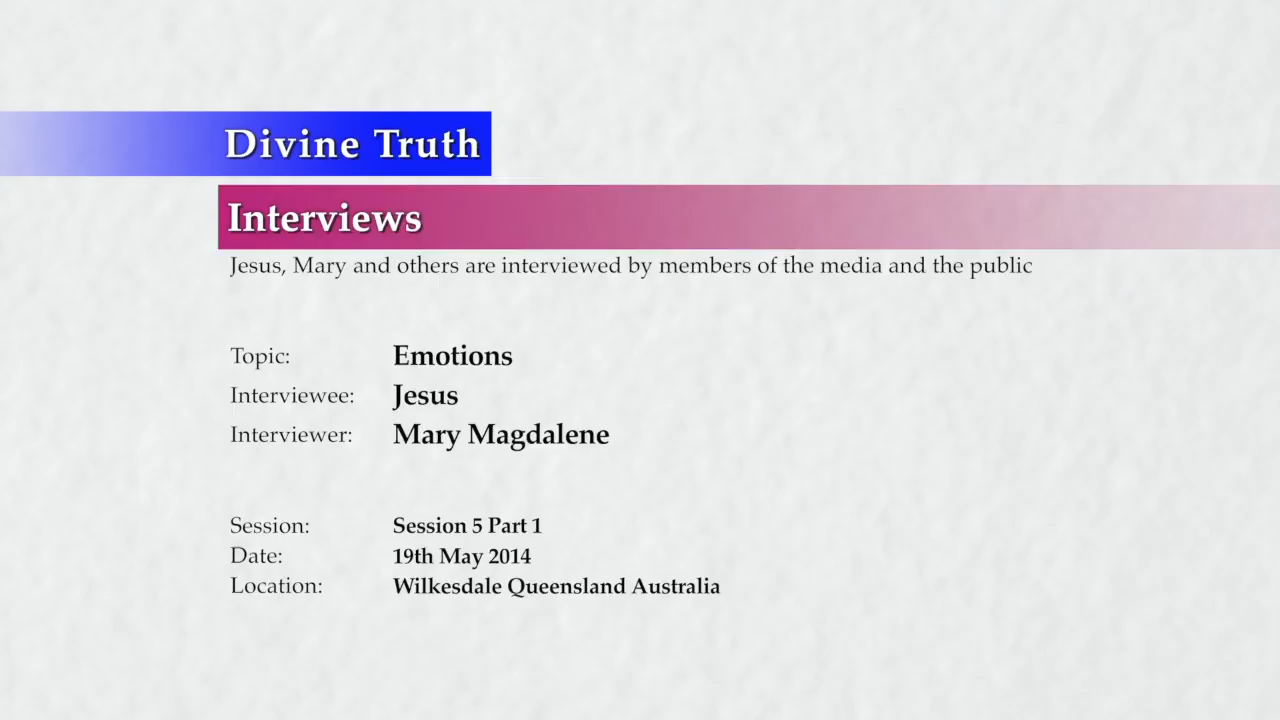 Divine Truth
Interviews
Jesus, Mary and others are interviewed by members of the media and the public
Topic: Emotions
Interviewee: Jesus
Interviewer: Mary Magdalene
Session: Session 5 Part 1
Date: 19th May 2014
Location: Wilkesdale Queensland Australia